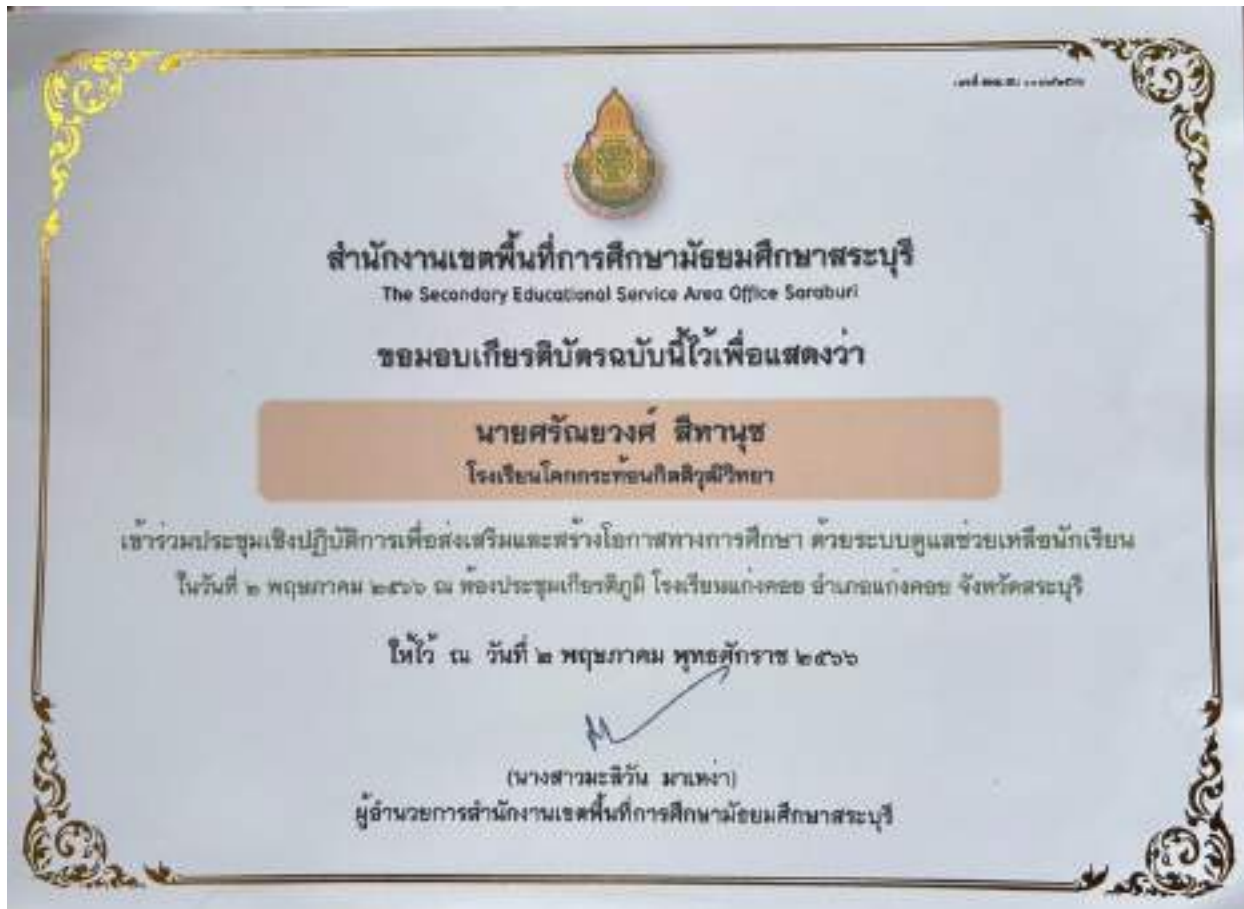 สำนักงานเขตพื้นที่การศึกษามัธยมศึกษาสระบุรี
The Secondary Educational Service Area Office Saraburi
ขอมอบเกียรติบัตรฉบับนี้ไว้เพื่อแสดงว่า
นายศรัณยวงศ์ สีทานุช
โรงเรียนโคกกระท้อนกิตติวุฒิวิทยา
เข้าร่วมประชุมเชิงปฏิบัติการเพื่อส่งเสริมและสร้างโอกาสทางการศึกษา ด้วยระบบดูแลช่วยเหลือนักเรียน
ในวันที่ ๒ พฤษภาคม ๒๕๖๖ ณ ห้องประชุมเกียรติภูมิ โรงเรียนแก่งคอย อำเภอแก่งคอย จังหวัดสระบุรี
ให้ไว้ ณ วันที่ ๒ พฤษภาคม พุทธศักราช ๒๕๖๖
(นางสาวมะลิวัน มาเหง่า)
ผู้อำนวยการสำนักงานเขตพื้นที่การศึกษามัธยมศึกษาสระบุรี